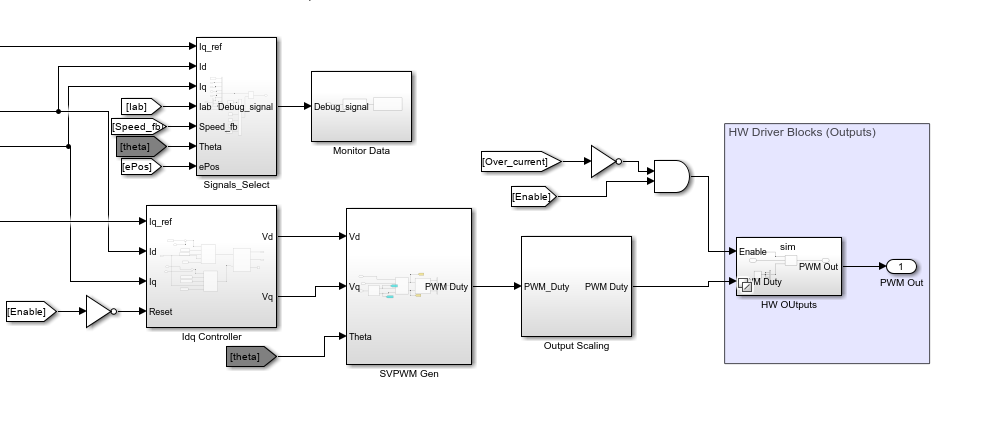 Iq_ref
Id
Iq
[Iab]
Iab
Debug_signal
[Speed_fb]
Speed_fb
[theta]
Theta
[ePos]
ePos
Signals_Select
Debug_signal
Monitor Data
HW Driver Blocks (Outputs)
[Over_current]
[Enable]
Iq_ref
Id
Iq
Reset
Vd
Vq
[Enable]
Idq Controller
[theta]
Vd
Vq
Theta
PWM Duty
SVPWM Gen
PWM_Duty
PWM Duty
Output Scaling
sim
Enable
PWM Out
M Duty
HW OUtputs
1
PWM Out